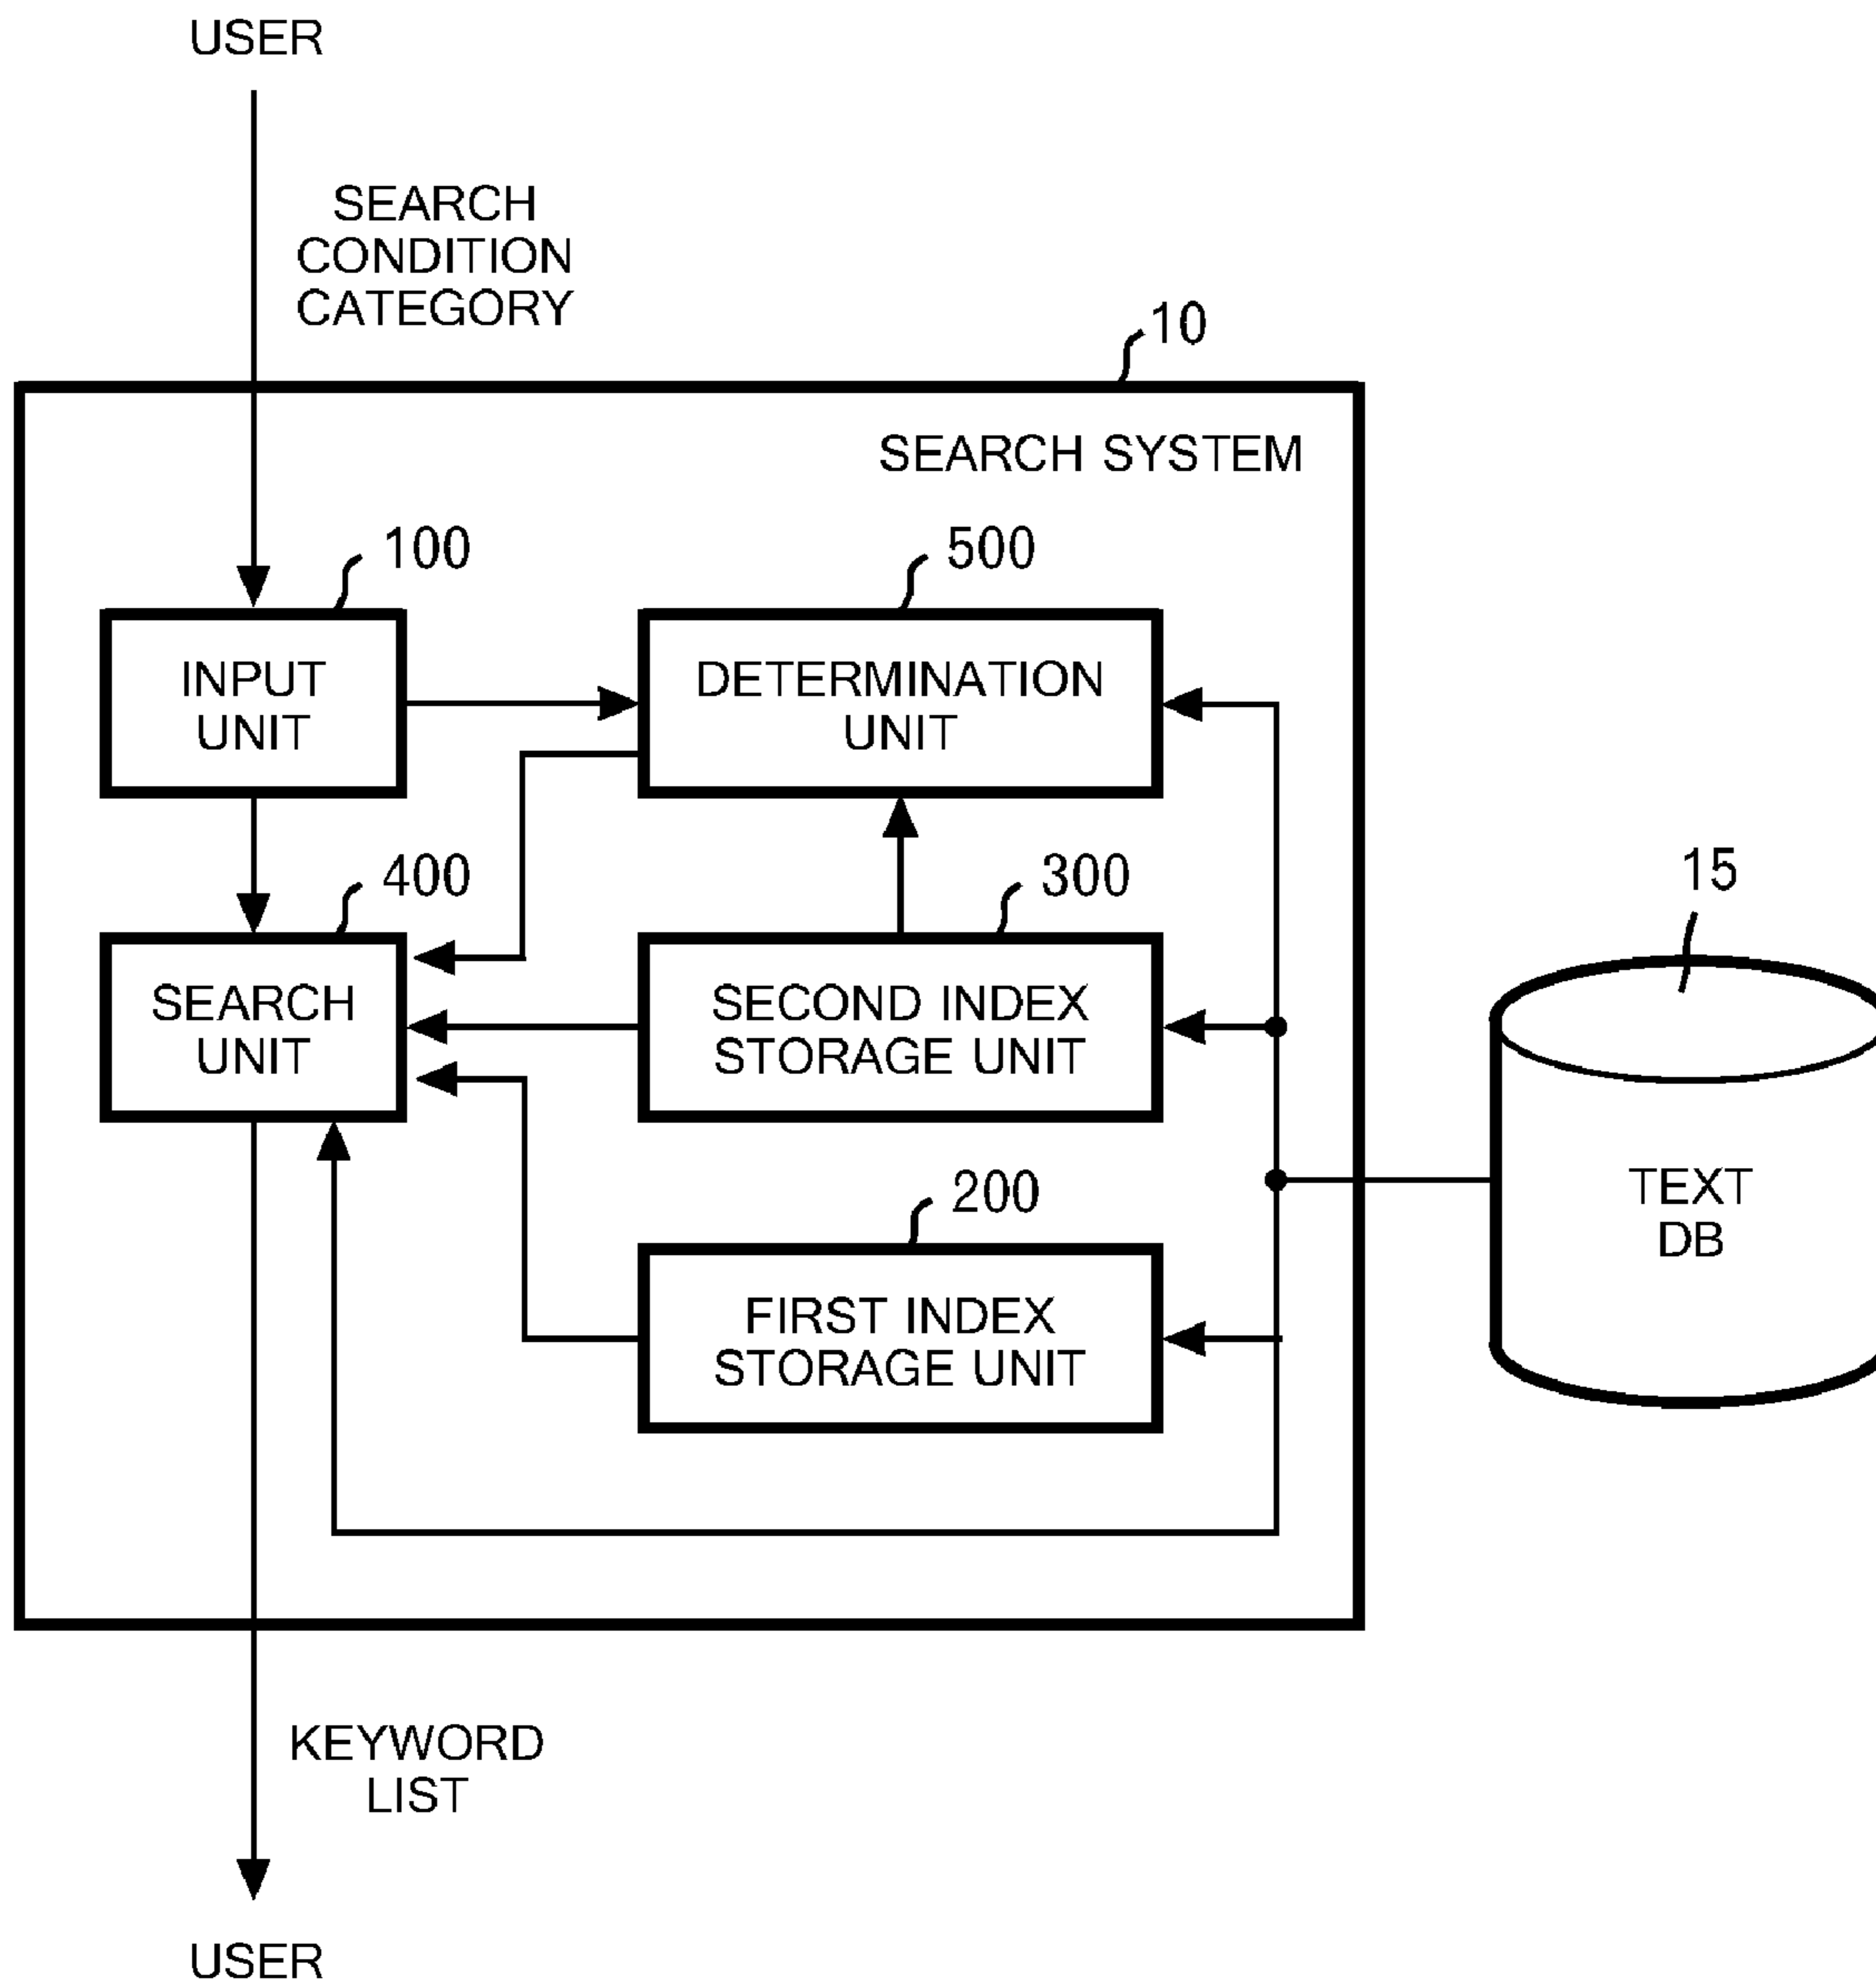 USER
SEARCH
CONDITION
CATEGORY
10
SEARCH SYSTEM
100
500
INPUT
UNIT
DETERMINATION
UNIT
400
300
15
SEARCH
UNIT
SECOND INDEX
STORAGE UNIT
TEXT
DB
200
FIRST INDEX
STORAGE UNIT
KEYWORD
LIST
USER